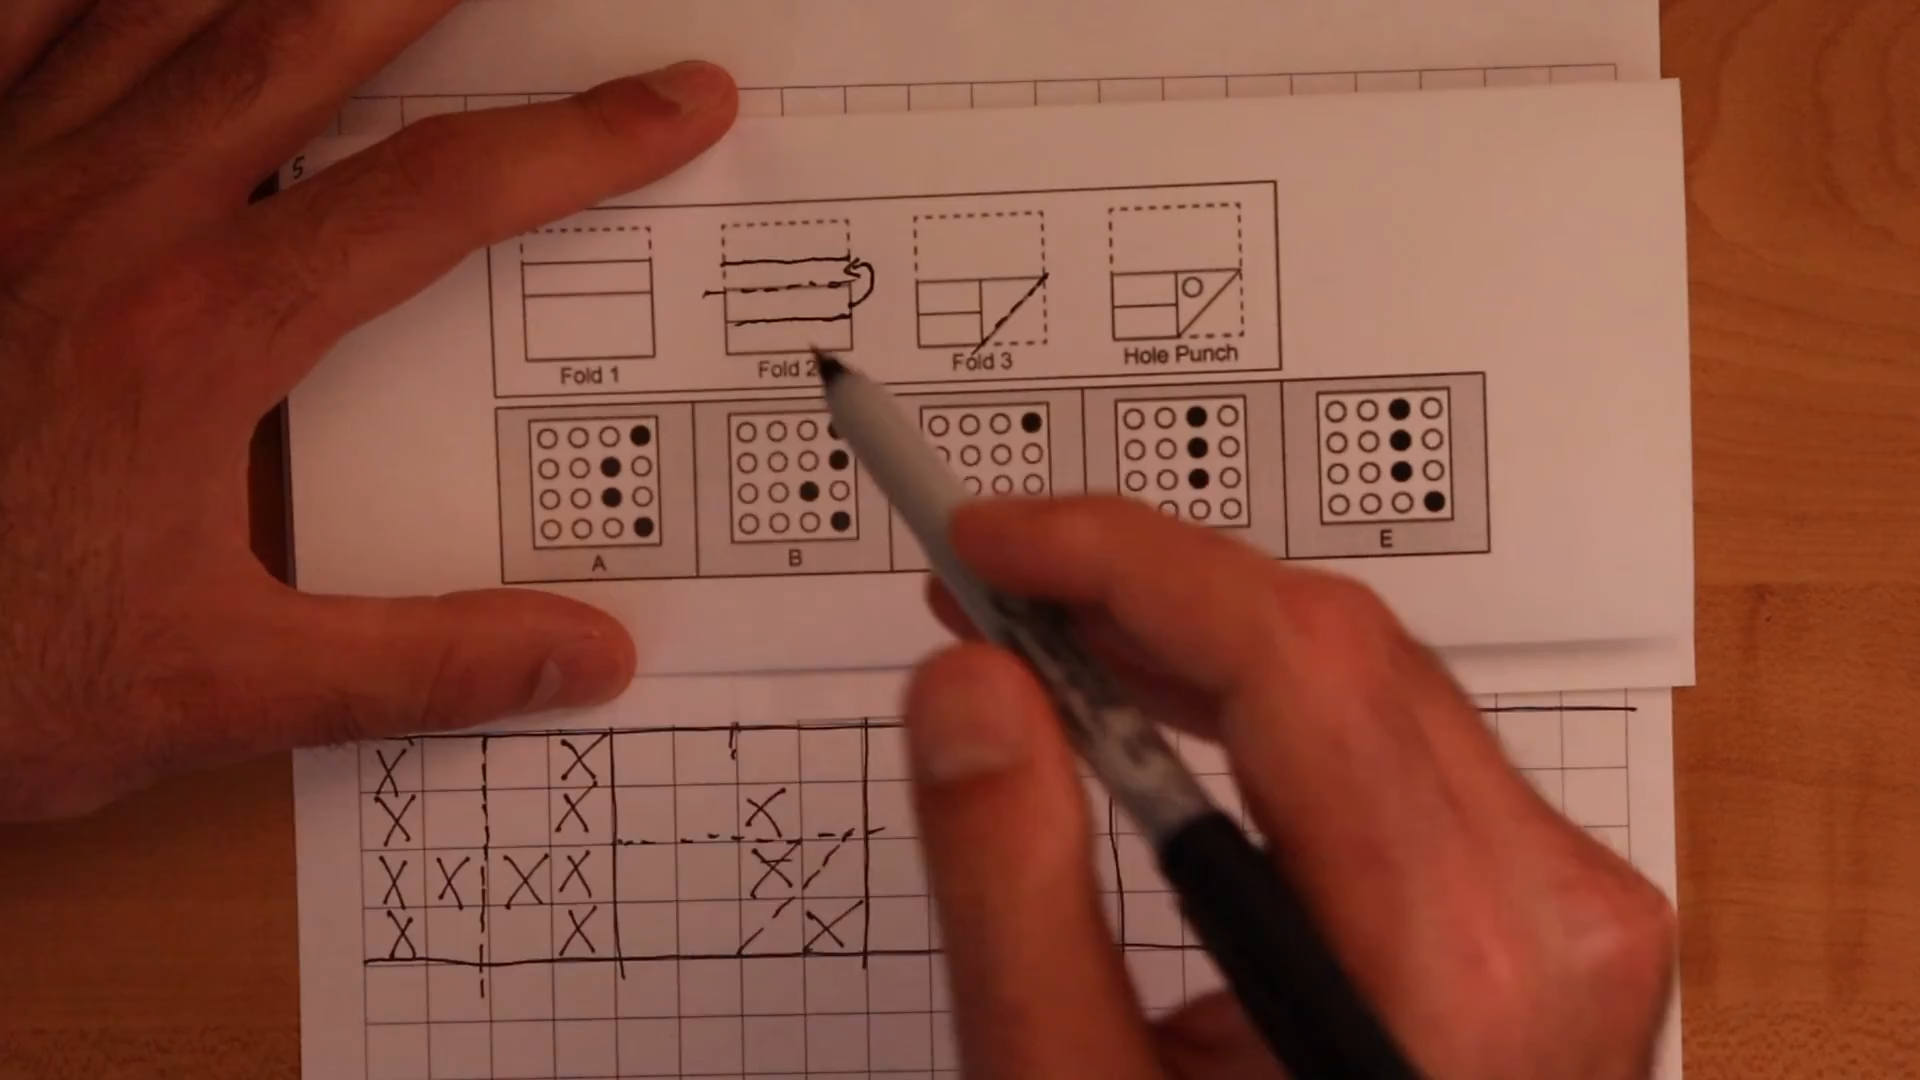 5
Fold 1 Fold 2 Fold 3 Hole Punch
A B E
X X
X X X
X X X X X
X X X